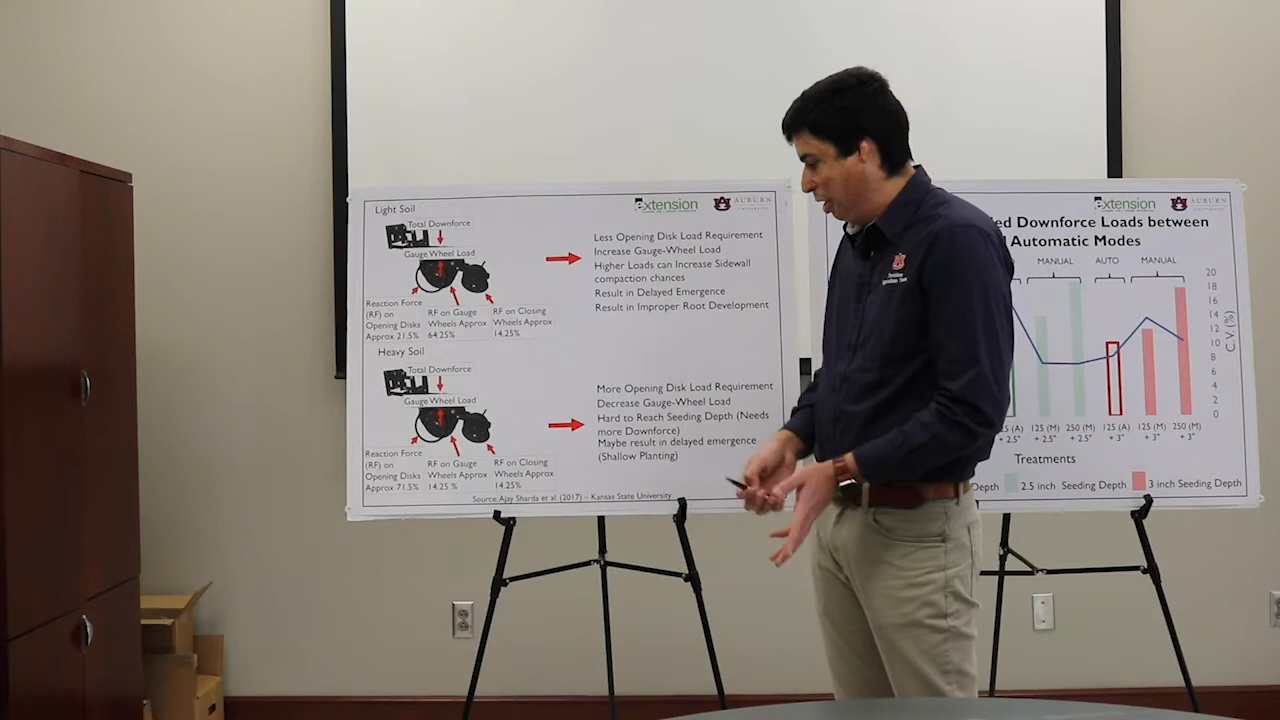 Light Soil
extension
AUBURN
UNIVERSITY
Total Downforce
Gauge Wheel Load
Reaction Force
(RF) on
Opening Disks
Approx 21.5%
RF on Gauge
Wheels Approx
64.25%
RF on Closing
Wheels Approx
14.25%
Less Opening Disk Load Requirement
Increase Gauge-Wheel Load
Higher Loads can Increase Sidewall
compaction chances
Result in Delayed Emergence
Result in Improper Root Development
Heavy Soil
Total Downforce
Gauge Wheel Load
Reaction Force
(RF) on
Opening Disks
Approx 71.5%
RF on Gauge
Wheels Approx
14.25 %
RF on Closing
Wheels Approx
14.25%
More Opening Disk Load Requirement
Decrease Gauge-Wheel Load
Hard to Reach Seeding Depth (Needs
more Downforce)
Maybe result in delayed emergence
(Shallow Planting)
Source: Ajay Sharda et al. (2017) – Kansas State University
extension
AUBURN
Downforce Loads between
Automatic Modes
MANUAL
AUTO
MANUAL
20
18
16
14
12
10
8
6
4
2
0
C.V. (%)
(A)
+ 2.5"
125 (M)
+ 2.5"
250 (M)
+ 2.5"
125 (A)
+ 3"
125 (M)
+ 3"
250 (M)
+ 3"
Treatments
Depth
2.5 inch Seeding Depth
3 inch Seeding Depth